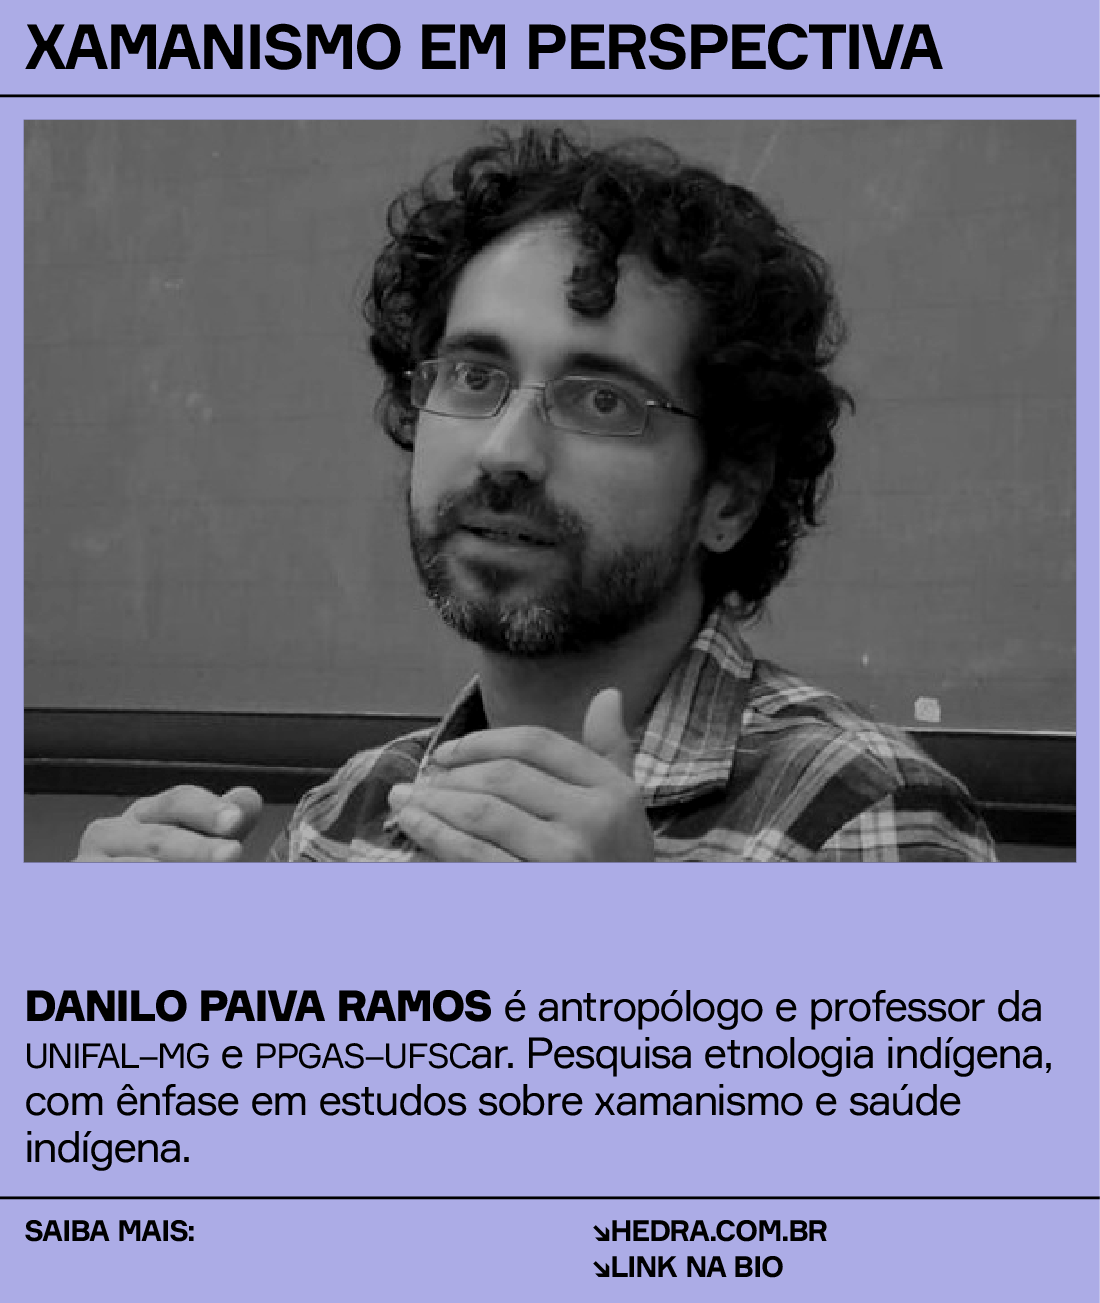 XAMANISMO EM PERSPECTIVA
DANILO PAIVA RAMOS é antropólogo e professor da
UNIFAL–MG e PPGAS–UFSCar. Pesquisa etnologia indígena,
com ênfase em estudos sobre xamanismo e saúde
indígena.
SAIBA MAIS:
↘HEDRA.COM.BR
↘LINK NA BIO